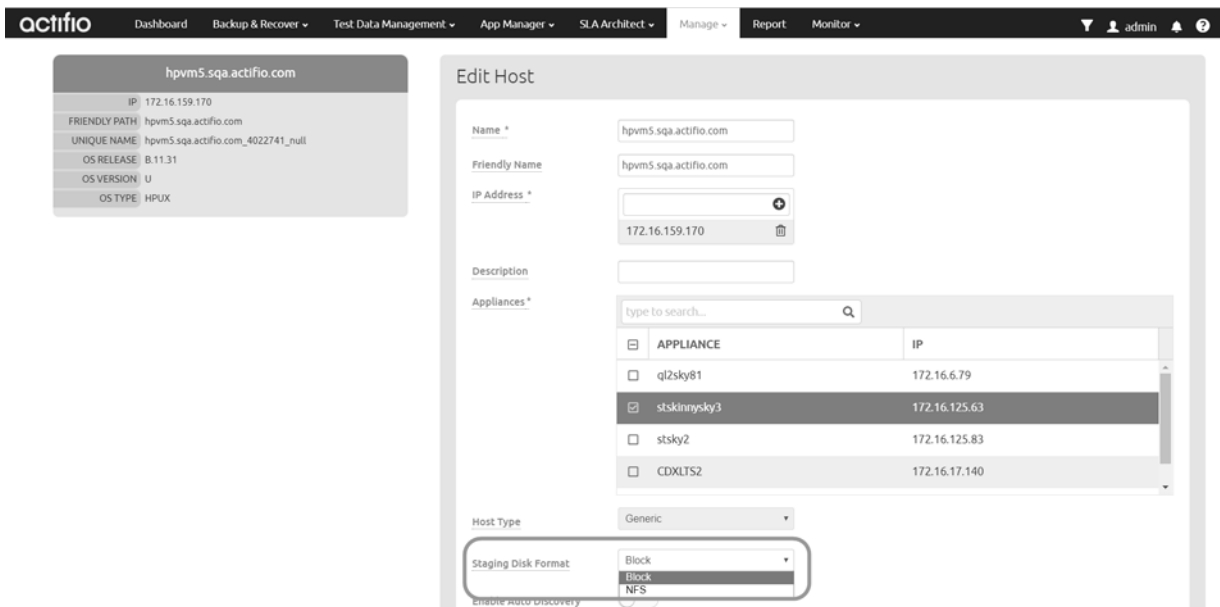 actifio Dashboard Backup & Recover Test Data Management App Manager SLA Architect Manage Report Monitor admin
hpvm5.sqa.actifio.com
IP 172.16.159.170
FRIENDLY PATH hpvm5.sqa.actifio.com
UNIQUE NAME hpvm5.sqa.actifio.com_4022741_null
OS RELEASE B.11.31
OS VERSION U
OS TYPE HPUX
Edit Host
Name * hpvm5.sqa.actifio.com
Friendly Name hpvm5.sqa.actifio.com
IP Address *
172.16.159.170
Description
Appliances *
type to search...
APPLIANCE IP
ql2sky81 172.16.6.79
stskinnysky3 172.16.125.63
stsky2 172.16.125.83
CDXLTS2 172.16.17.140
Host Type Generic
Staging Disk Format Block
Block
NFS
Enable Auto Discovery